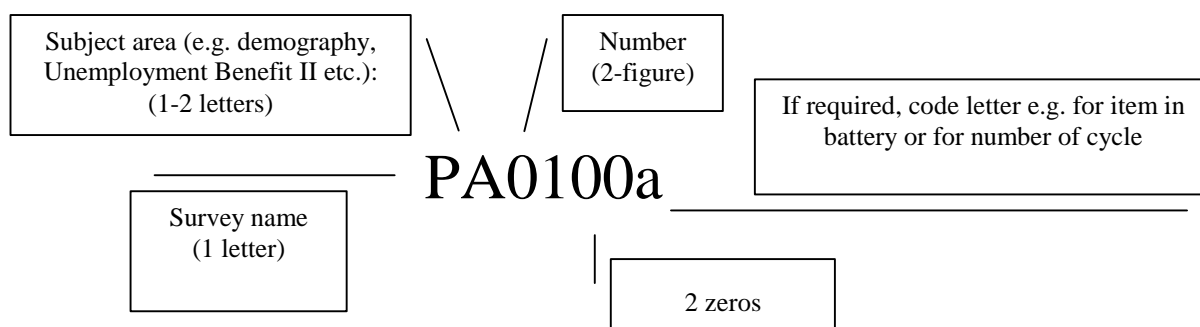 Subject area (e.g. demography,
Unemployment Benefit II etc.):
(1-2 letters)
Number
(2-figure)
If required, code letter e.g. for item in
battery or for number of cycle
PA0100a
Survey name
(1 letter)
2 zeros